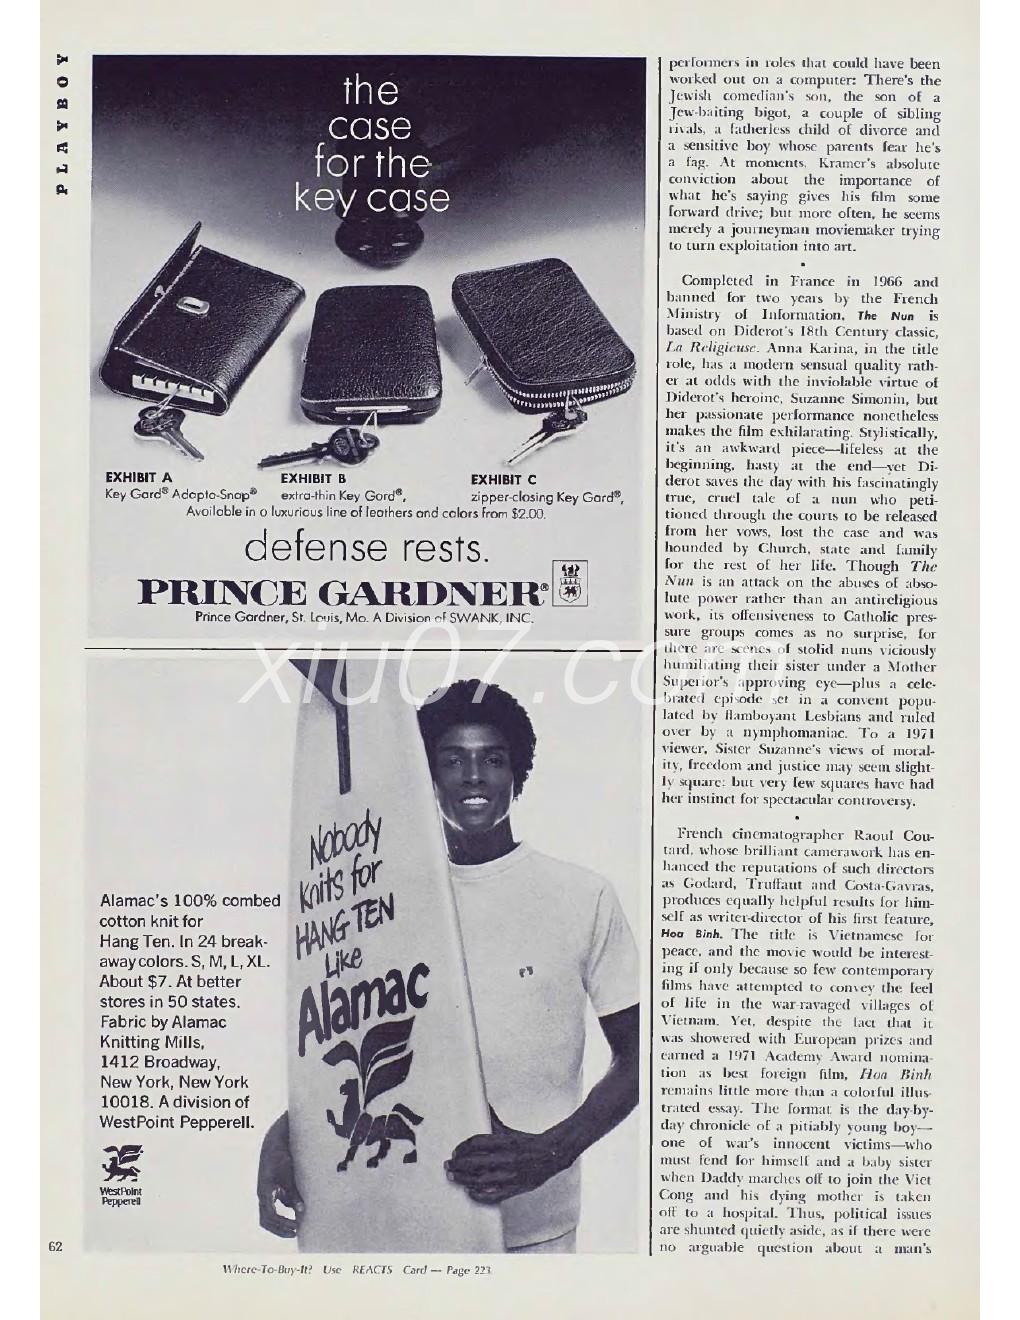 PLAYBOY
the
case
for the
key case
EXHIBIT A
Key Gard® Adapta-Snap®
EXHIBIT B
extra-thin Key Gard®,
EXHIBIT C
zipper-closing Key Gard®,
Available in a luxurious line of leathers and colors from $2.00.
defense rests.
PRINCE GARDNER®
Prince Gardner, St. Louis, Mo. A Division of SWANK, INC.
Nobody
Knits for
HANG TEN
Like
Alamac
Alamac's 100% combed
cotton knit for
Hang Ten. In 24 break-
away colors. S, M, L, XL.
About $7. At better
stores in 50 states.
Fabric by Alamac
Knitting Mills,
1412 Broadway,
New York, New York
10018. A division of
WestPoint Pepperell.
WestPoint
Pepperell
62
Where-To-Buy-It? Use REACTS Card — Page 223.
performers in roles that could have been
worked out on a computer: There's the
Jewish comedian's son, the son of a
Jew-baiting bigot, a couple of sibling
rivals, a fatherless child of divorce and
a sensitive boy whose parents fear he's
a fag. At moments, Kramer's absolute
conviction about the importance of
what he's saying gives his film some
forward drive; but more often, he seems
merely a journeyman moviemaker trying
to turn exploitation into art.
•
Completed in France in 1966 and
banned for two years by the French
Ministry of Information, The Nun is
based on Diderot's 18th Century classic,
La Religieuse. Anna Karina, in the title
role, has a modern sensual quality rath-
er at odds with the inviolable virtue of
Diderot's heroine, Suzanne Simonin, but
her passionate performance nonetheless
makes the film exhilarating. Stylistically,
it's an awkward piece—lifeless at the
beginning, hasty at the end—yet Di-
derot saves the day with his fascinatingly
true, cruel tale of a nun who peti-
tioned through the courts to be released
from her vows, lost the case and was
hounded by Church, state and family
for the rest of her life. Though The
Nun is an attack on the abuses of abso-
lute power rather than an antireligious
work, its offensiveness to Catholic pres-
sure groups comes as no surprise, for
there are scenes of stolid nuns viciously
humiliating their sister under a Mother
Superior's approving eye—plus a cele-
brated episode set in a convent popu-
lated by flamboyant Lesbians and ruled
over by a nymphomaniac. To a 1971
viewer, Sister Suzanne's views of moral-
ity, freedom and justice may seem slight-
ly square; but very few squares have had
her instinct for spectacular controversy.
•
French cinematographer Raoul Cou-
tard, whose brilliant camerawork has en-
hanced the reputations of such directors
as Godard, Truffaut and Costa-Gavras,
produces equally helpful results for him-
self as writer-director of his first feature,
Hoa Binh. The title is Vietnamese for
peace, and the movie would be interest-
ing if only because so few contemporary
films have attempted to convey the feel
of life in the war-ravaged villages of
Vietnam. Yet, despite the fact that it
was showered with European prizes and
earned a 1971 Academy Award nomina-
tion as best foreign film, Hoa Binh
remains little more than a colorful illus-
trated essay. The format is the day-by-
day chronicle of a pitiably young boy—
one of war's innocent victims—who
must fend for himself and a baby sister
when Daddy marches off to join the Viet
Cong and his dying mother is taken
off to a hospital. Thus, political issues
are shunted quietly aside, as if there were
no arguable question about a man's
xiu07.com